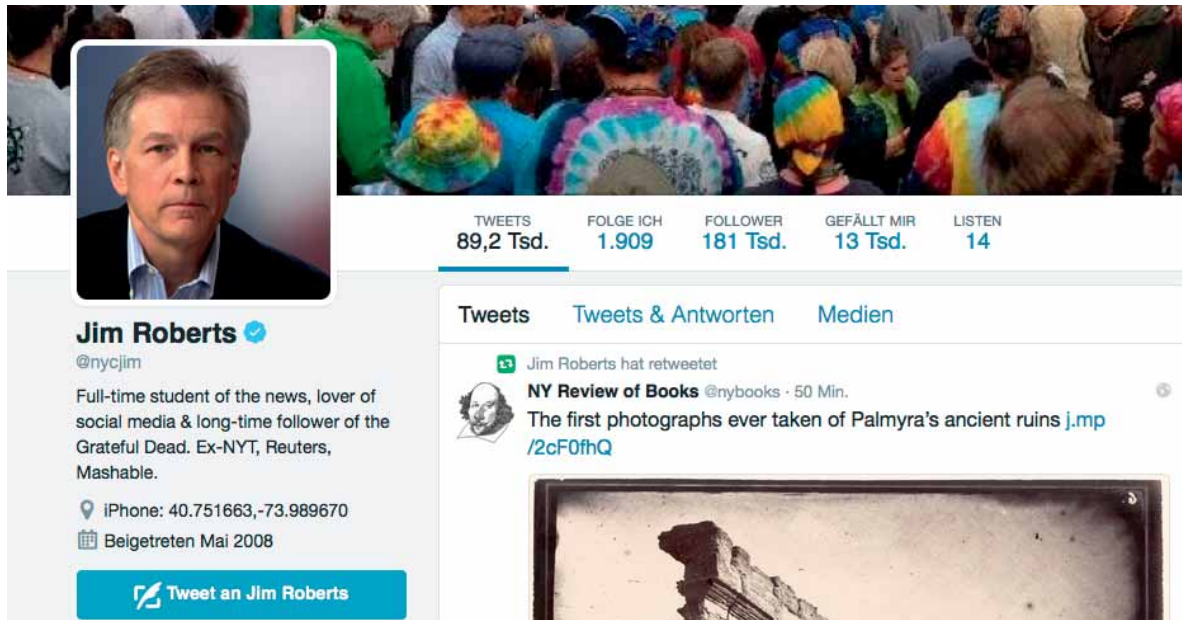 TWEETS
89,2 Tsd.
FOLGE ICH
1.909
FOLLOWER
181 Tsd.
GEFÄLLT MIR
13 Tsd.
LISTEN
14
Jim Roberts
@nycjim
Full-time student of the news, lover of
social media & long-time follower of the
Grateful Dead. Ex-NYT, Reuters,
Mashable.
iPhone: 40.751663,-73.989670
Beigetreten Mai 2008
Tweet an Jim Roberts
Tweets Tweets & Antworten Medien
Jim Roberts hat retweetet
NY Review of Books @nybooks · 50 Min.
The first photographs ever taken of Palmyra's ancient ruins j.mp
/2cF0fhQ